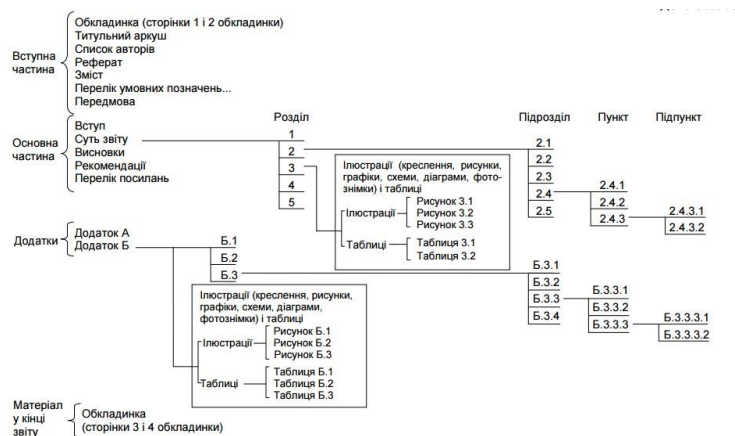 Обкладинка (сторінки 1 і 2 обкладинки)
Титульний аркуш
Список авторів
Реферат
Зміст
Перелік умовних позначень...
Передмова
Вступна
частина
Розділ
Підрозділ
Пункт
Підпункт
Основна
частина
Вступ
Суть звіту
Висновки
Рекомендації
Перелік посилань
1
2
3
4
5
2.1
2.2
2.3
2.4
2.5
2.4.1
2.4.2
2.4.3
2.4.3.1
2.4.3.2
Ілюстрації (креслення, рисунки,
графіки, схеми, діаграми, фото-
знімки) і таблиці
Ілюстрації
Рисунок 3.1
Рисунок 3.2
Рисунок 3.3
Таблиці
Таблиця 3.1
Таблиця 3.2
Додатки
Додаток А
Додаток Б
Б.1
Б.2
Б.3
Б.3.1
Б.3.2
Б.3.3
Б.3.4
Б.3.3.1
Б.3.3.2
Б.3.3.3
Б.3.3.3.1
Б.3.3.3.2
Ілюстрації (креслення, рисунки,
графіки, схеми, діаграми,
фотознімки) і таблиці
Ілюстрації
Рисунок Б.1
Рисунок Б.2
Рисунок Б.3
Таблиці
Таблиця Б.1
Таблиця Б.2
Таблиця Б.3
Матеріал
у кінці
звіту
Обкладинка
(сторінки 3 і 4 обкладинки)